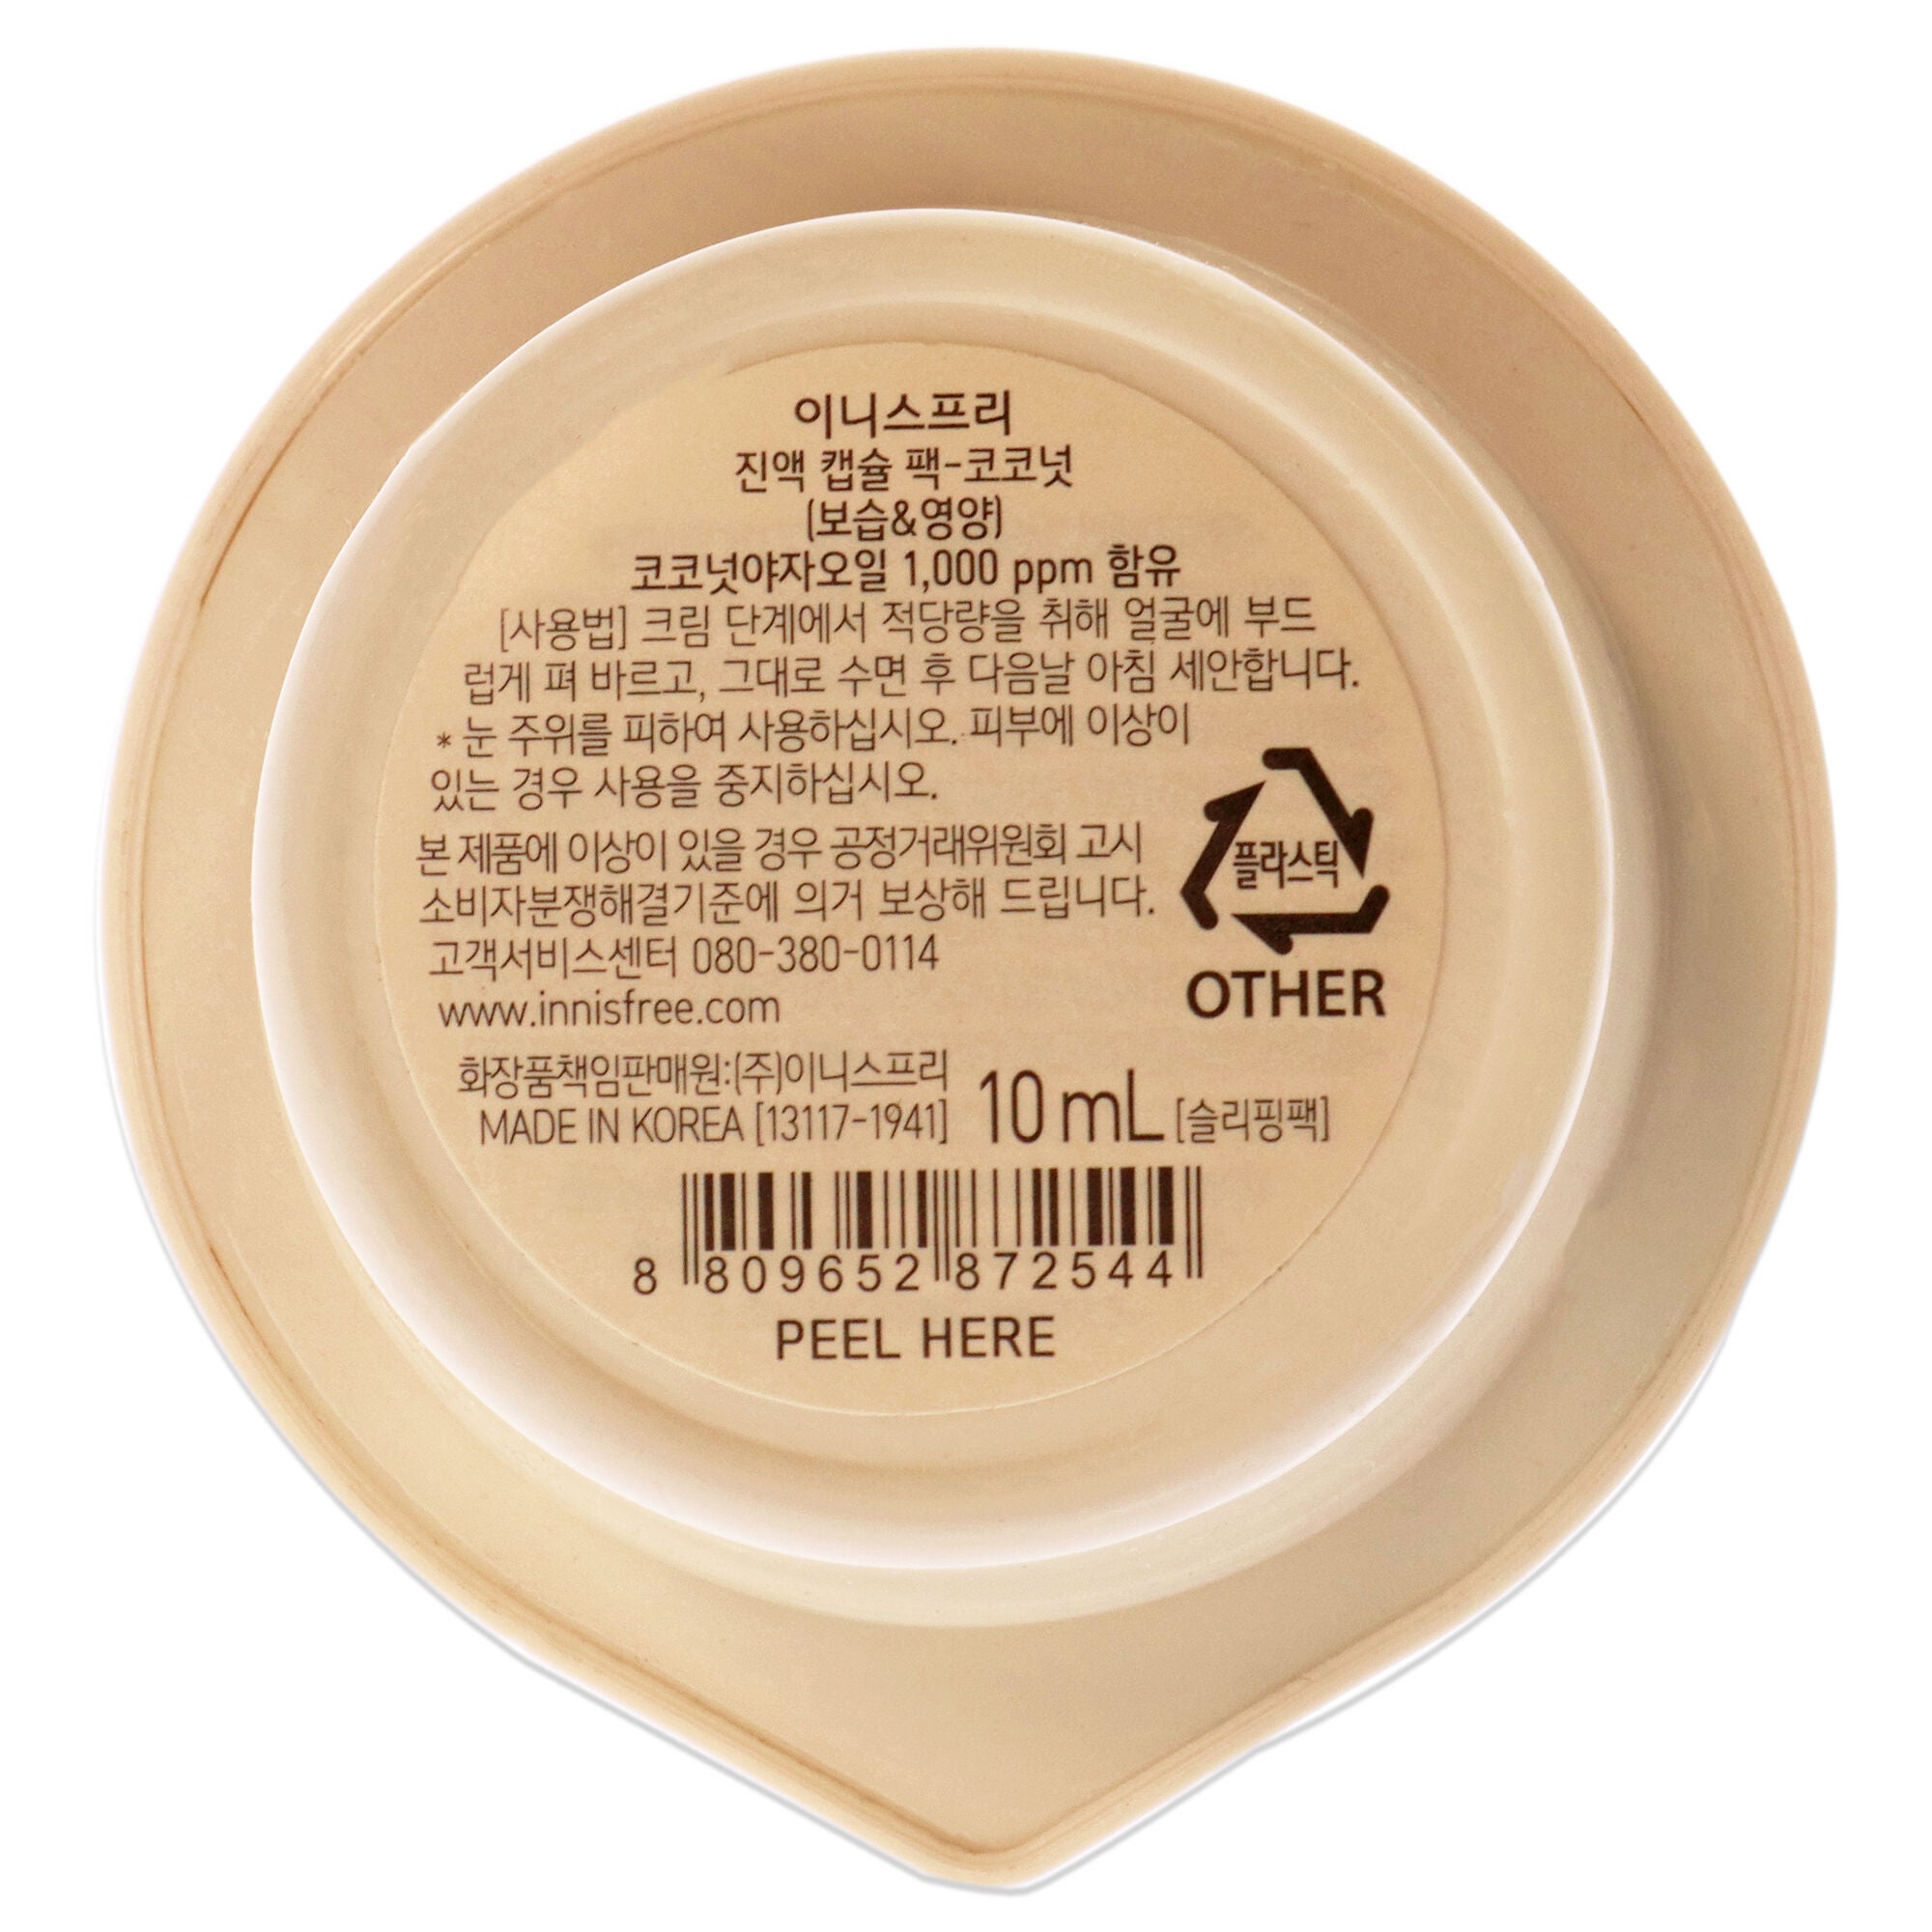 이니스프리
진액 캡슐 팩-코코넛
(보습&영양)
코코넛야자오일 1,000 ppm 함유
[사용법] 크림 단계에서 적당량을 취해 얼굴에 부드
럽게 펴 바르고, 그대로 수면 후 다음날 아침 세안합니다.
* 눈 주위를 피하여 사용하십시오. 피부에 이상이
있는 경우 사용을 중지하십시오.
본 제품에 이상이 있을 경우 공정거래위원회 고시
소비자분쟁해결기준에 의거 보상해 드립니다.
고객서비스센터 080-380-0114
www.innisfree.com
플라스틱
OTHER
화장품책임판매원:(주)이니스프리
MADE IN KOREA [13117-1941]
10 mL [슬리핑팩]
8 809652 872544
PEEL HERE